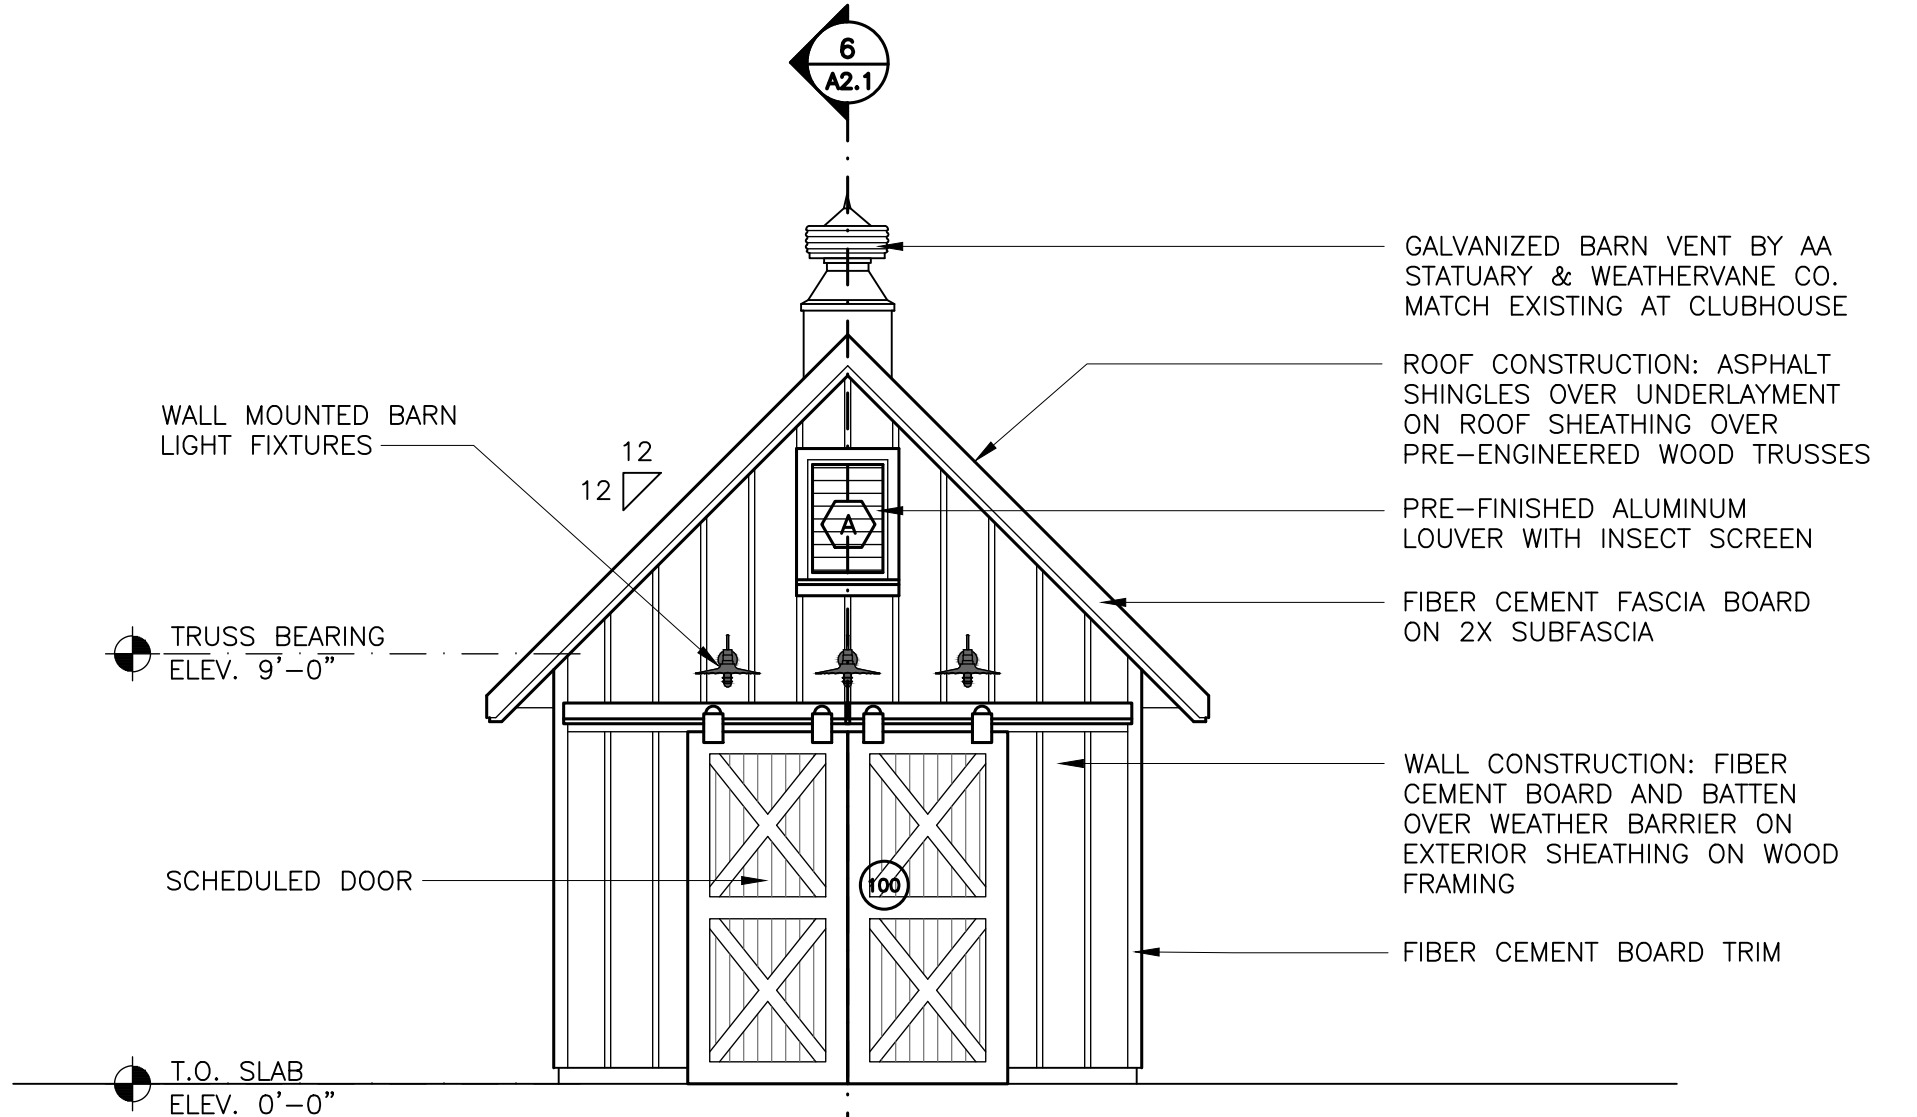 6
A2.1
GALVANIZED BARN VENT BY AA
STATUARY & WEATHERVANE CO.
MATCH EXISTING AT CLUBHOUSE
ROOF CONSTRUCTION: ASPHALT
SHINGLES OVER UNDERLAYMENT
ON ROOF SHEATHING OVER
PRE-ENGINEERED WOOD TRUSSES
WALL MOUNTED BARN
LIGHT FIXTURES
12
12
PRE-FINISHED ALUMINUM
LOUVER WITH INSECT SCREEN
A
FIBER CEMENT FASCIA BOARD
ON 2X SUBFASCIA
TRUSS BEARING
ELEV. 9'-0"
WALL CONSTRUCTION: FIBER
CEMENT BOARD AND BATTEN
OVER WEATHER BARRIER ON
EXTERIOR SHEATHING ON WOOD
FRAMING
SCHEDULED DOOR
100
FIBER CEMENT BOARD TRIM
T.O. SLAB
ELEV. 0'-0"